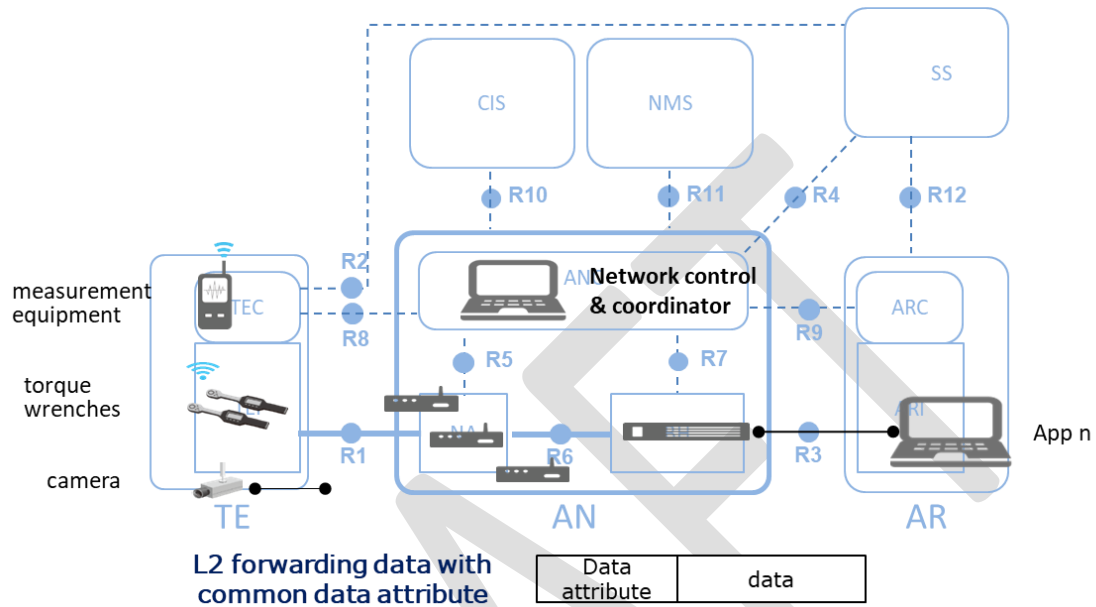 CIS
NMS
SS
R10
R11
R4
R12
measurement
equipment
TEC
R2
R8
Network control
& coordinator
R9
ARC
R5
R7
torque
wrenches
R1
R6
R3
ARI
App n
camera
TE
AN
AR
L2 forwarding data with
common data attribute
Data
attribute
data